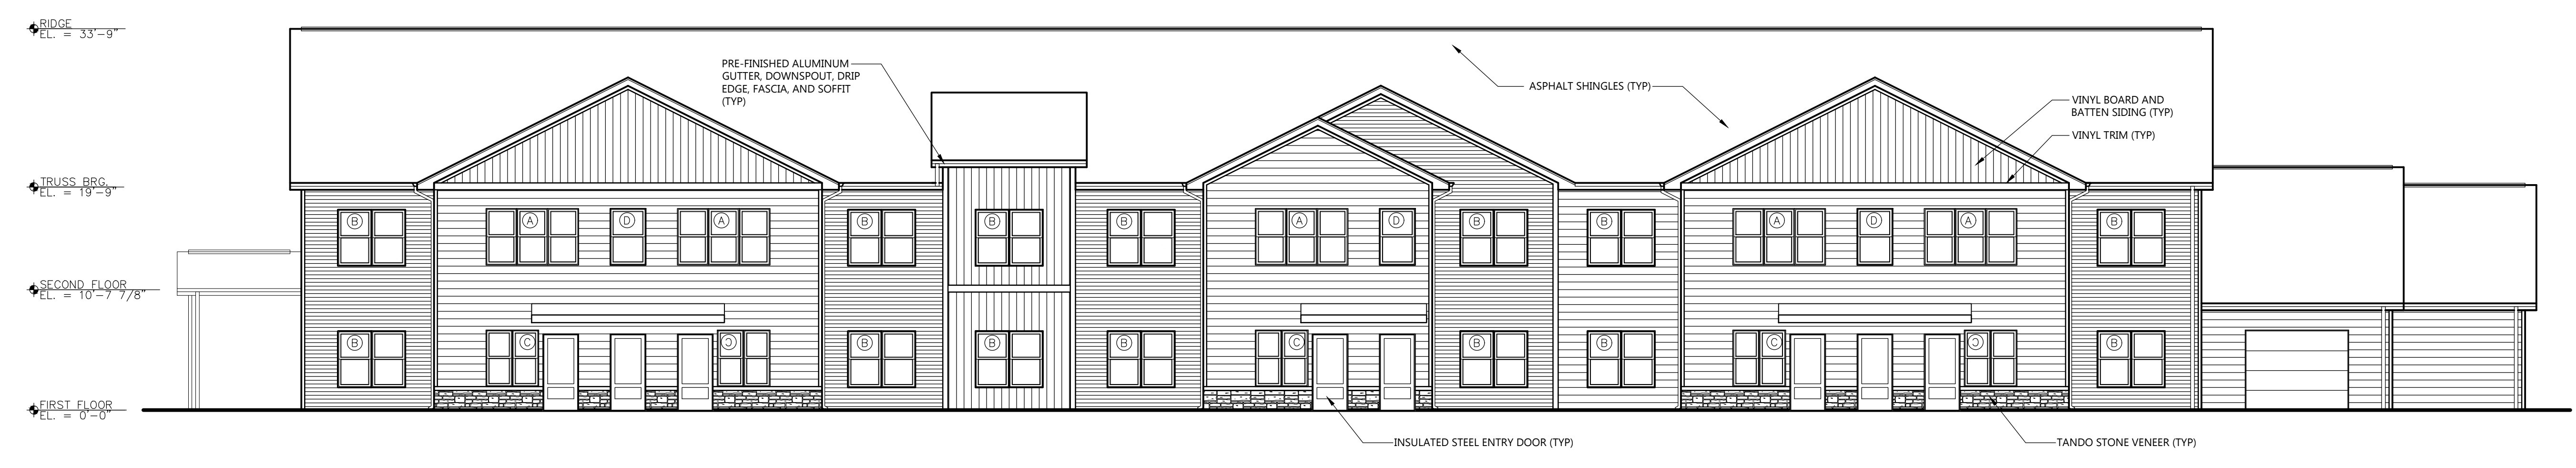 RIDGE
EL. = 33'-9"
PRE-FINISHED ALUMINUM
GUTTER, DOWNSPOUT, DRIP
EDGE, FASCIA, AND SOFFIT
(TYP)
ASPHALT SHINGLES (TYP)
VINYL BOARD AND
BATTEN SIDING (TYP)
VINYL TRIM (TYP)
TRUSS BRG.
EL. = 19'-9"
B A D A B B B A D B B A D A B
SECOND FLOOR
EL. = 10'-7 7/8"
B C C B B B C B B C C B
FIRST FLOOR
EL. = 0'-0"
INSULATED STEEL ENTRY DOOR (TYP)
TANDO STONE VENEER (TYP)